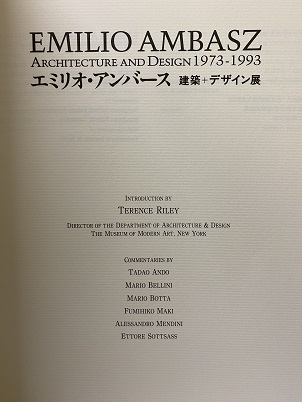 EMILIO AMBASZ
ARCHITECTURE AND DESIGN 1973-1993
エミリオ・アンバース 建築+デザイン展
INTRODUCTION BY
TERENCE RILEY
DIRECTOR OF THE DEPARTMENT OF ARCHITECTURE & DESIGN
THE MUSEUM OF MODERN ART, NEW YORK
COMMENTARIES BY
TADAO ANDO
MARIO BELLINI
MARIO BOTTA
FUMIHIKO MAKI
ALESSANDRO MENDINI
ETTORE SOTTSASS